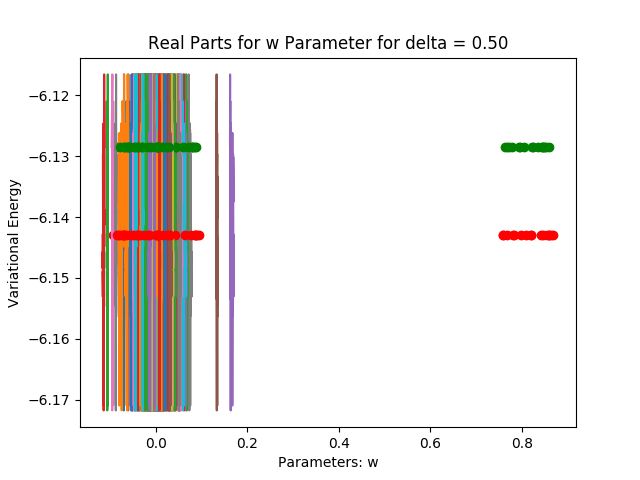 Real Parts for w Parameter for delta = 0.50
−6.12
−6.13
−6.14
−6.15
−6.16
−6.17
Variational Energy
0.0 0.2 0.4 0.6 0.8
Parameters: w